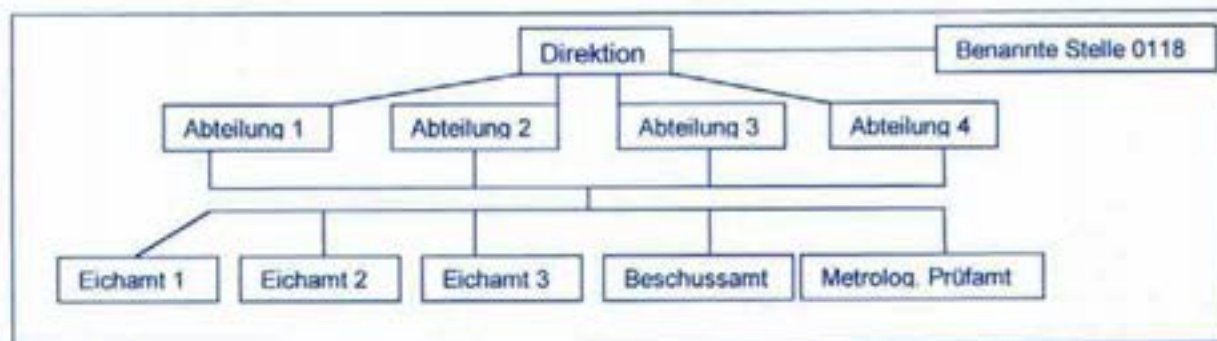 Direktion
Benannte Stelle 0118
Abteilung 1
Abteilung 2
Abteilung 3
Abteilung 4
Eichamt 1
Eichamt 2
Eichamt 3
Beschussamt
Metrolog. Prüfamt